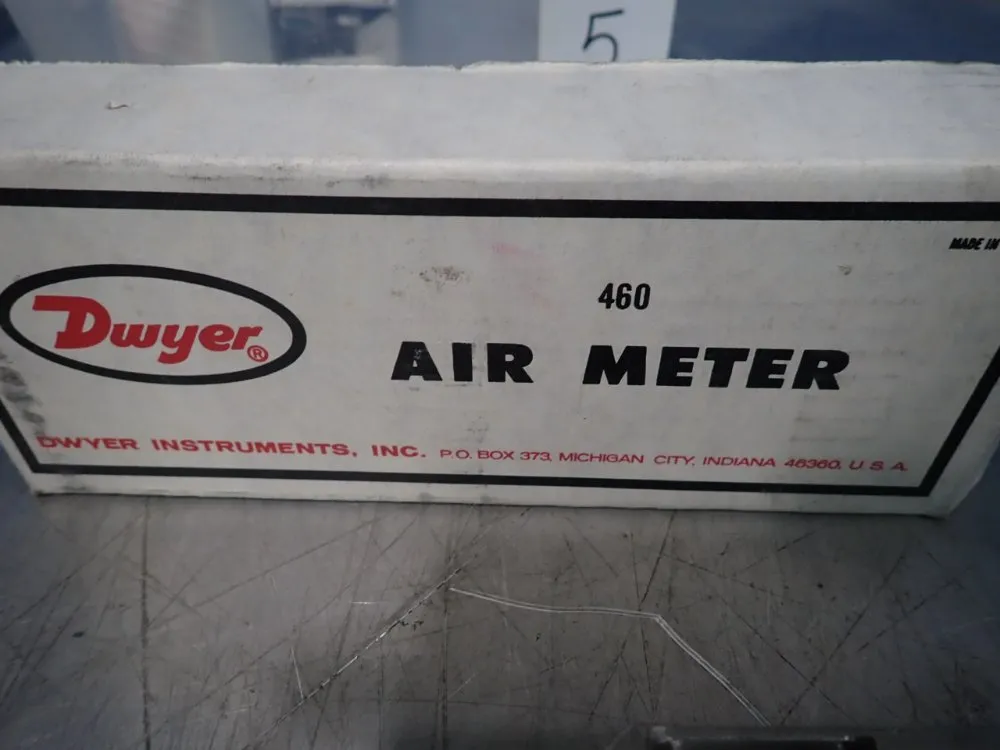 5
MADE IN
460
Dwyer®
AIR METER
DWYER INSTRUMENTS, INC. P.O. BOX 373, MICHIGAN CITY, INDIANA 46360, U.S.A.